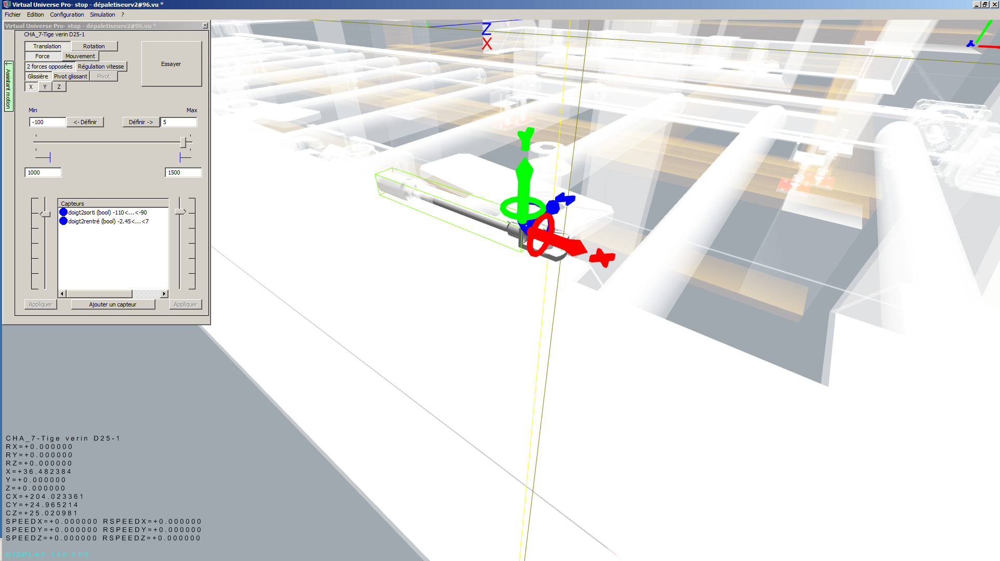 Virtual Universe Pro- stop - dépaletiseurv2#96.vu *
Fichier Edition Configuration Simulation ?
Virtual Universe Pro- stop - dépaletiseurv2#96.vu *
CHA_7-Tige verin D25-1
Translation Rotation
Force Mouvement
Essayer
2 forces opposées Régulation vitesse
Glissière Pivot glissant Pivot
X Y Z
<- Assistant motion
Min Max
-100 <- Définir Définir -> 5
1000 1500
Capteurs
doigt2sorti (bool) -110<...<-90
doigt2rentré (bool) -2.45<...<7
Appliquer Ajouter un capteur Appliquer
Z
X
Y
Z
X
CHA_7-Tige verin D25-1
RX=+0.000000
RY=+0.000000
RZ=+0.000000
X=+36.482384
Y=+0.000000
Z=+0.000000
CX=+204.023361
CY=+24.965214
CZ=+25.020981
SPEEDX=+0.000000 RSPEEDX=+0.000000
SPEEDY=+0.000000 RSPEEDY=+0.000000
SPEEDZ=+0.000000 RSPEEDZ=+0.000000
DISPLAY 140 FPS